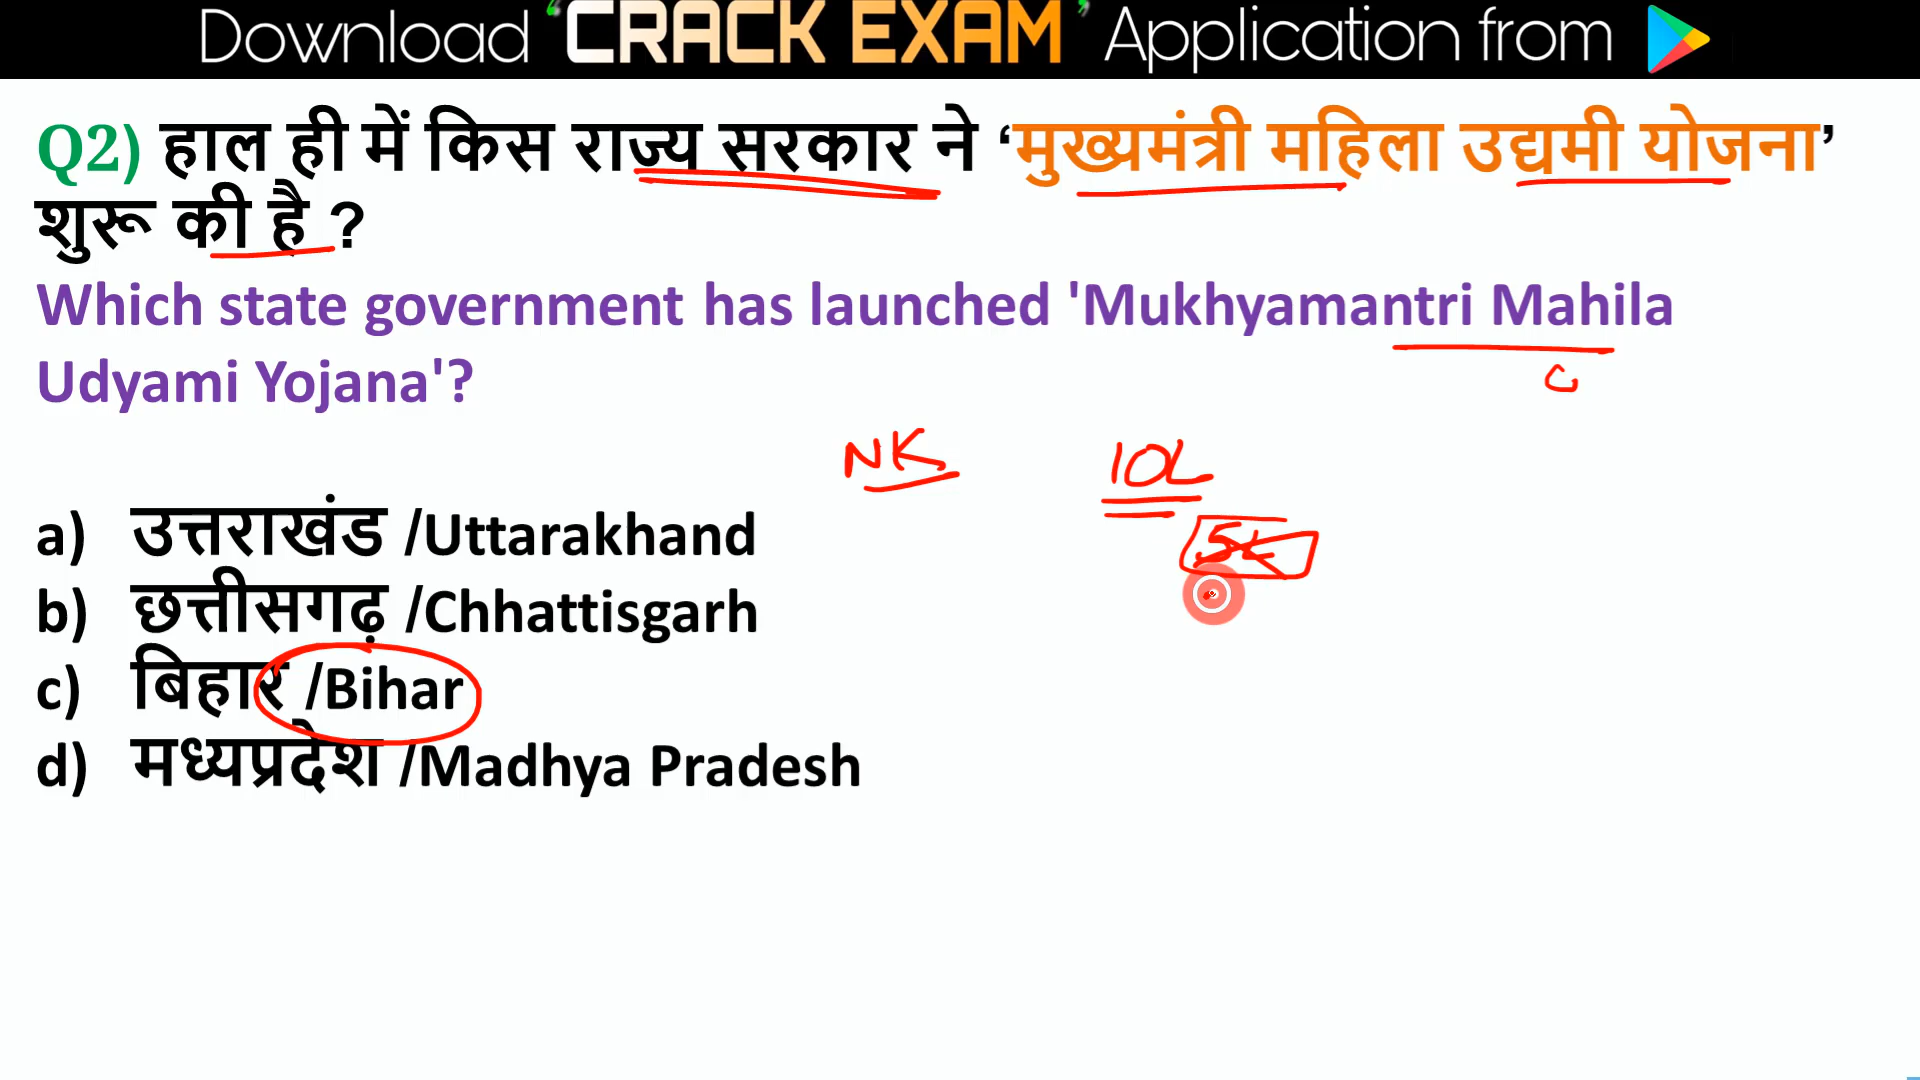 Download ‘CRACK EXAM’ Application from
Q2) हाल ही में किस राज्य सरकार ने ‘मुख्यमंत्री महिला उद्यमी योजना’
शुरू की है ?
Which state government has launched 'Mukhyamantri Mahila
Udyami Yojana'?
NK 10L
5L
a) उत्तराखंड /Uttarakhand
b) छत्तीसगढ़ /Chhattisgarh
c) बिहार /Bihar
d) मध्यप्रदेश /Madhya Pradesh